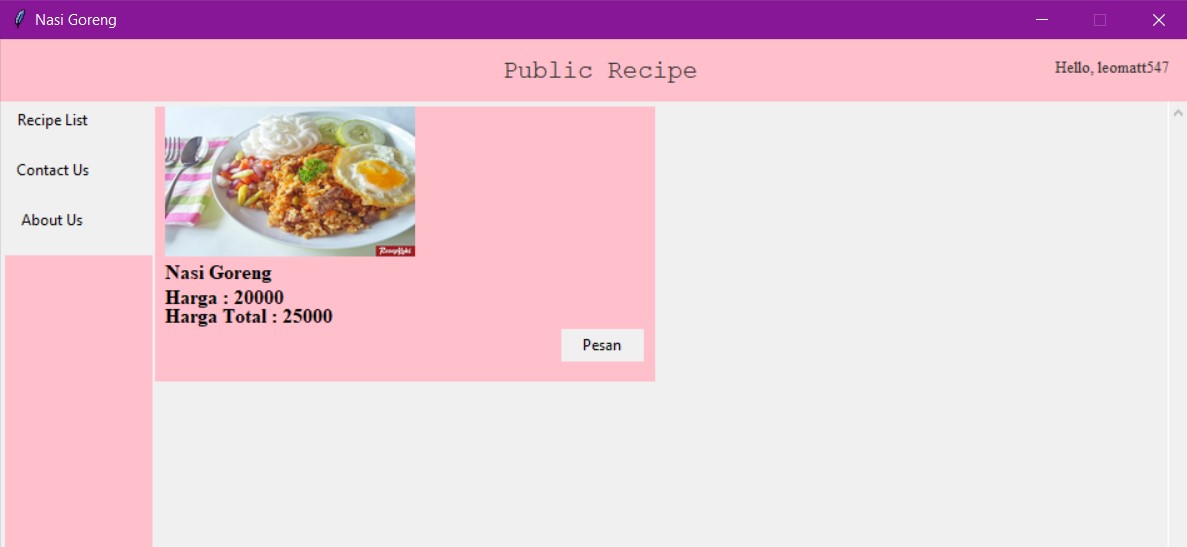 Nasi Goreng
Public Recipe
Hello, leomatt547
Recipe List
Contact Us
About Us
Nasi Goreng
Harga : 20000
Harga Total : 25000
Pesan